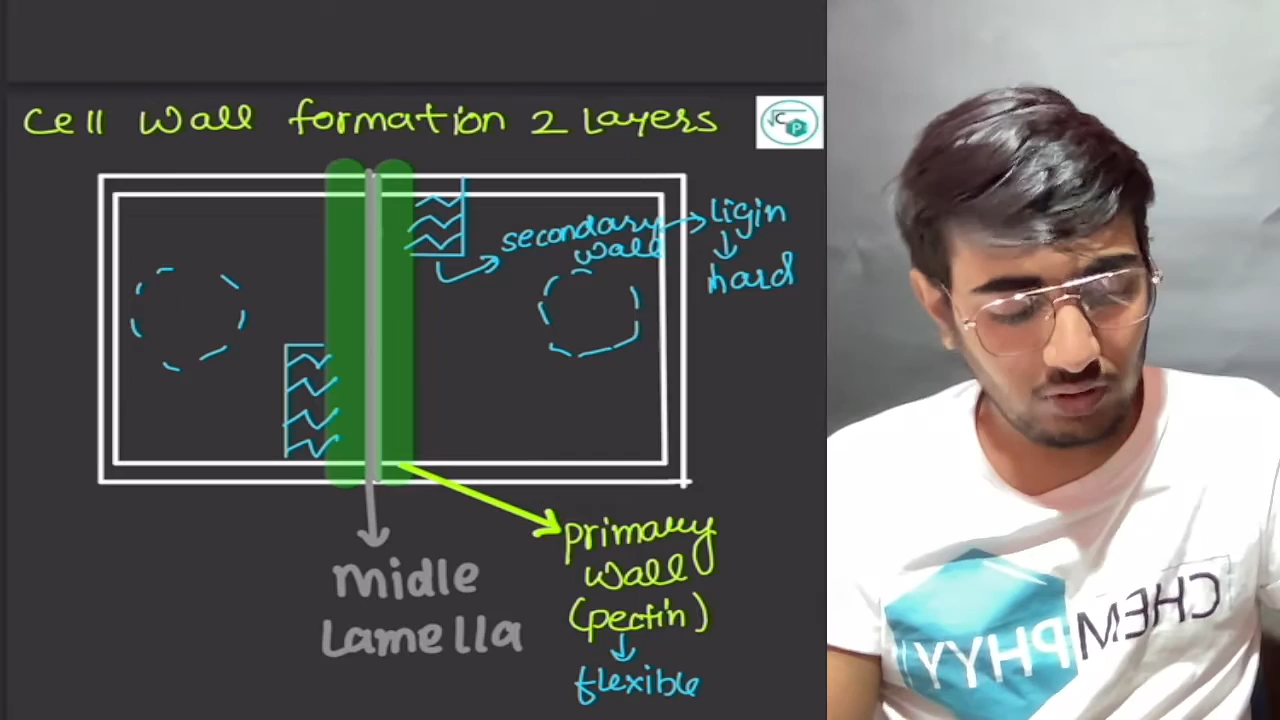 Cell Wall formation 2 Layers
C P
secondary wall
ligin
hard
primary
wall
(pectin)
flexible
midle
Lamella
CHEMPHYY